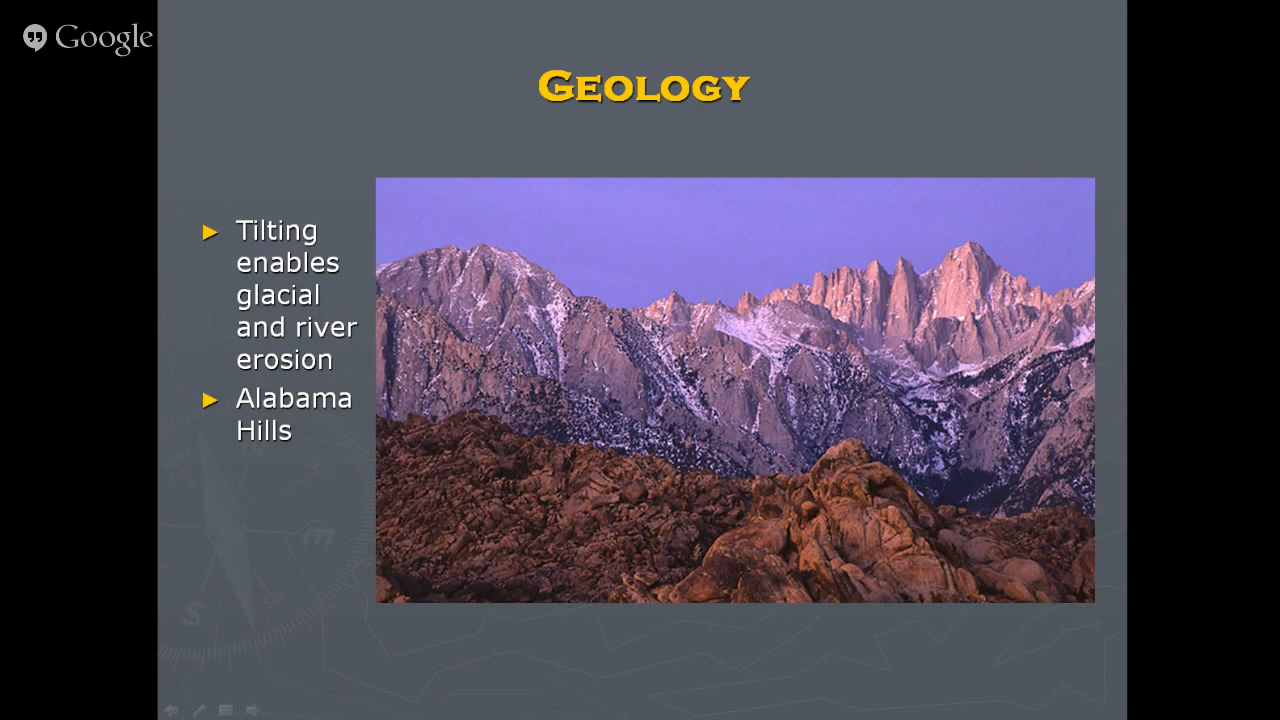 Google
Geology
Tilting
enables
glacial
and river
erosion
Alabama
Hills